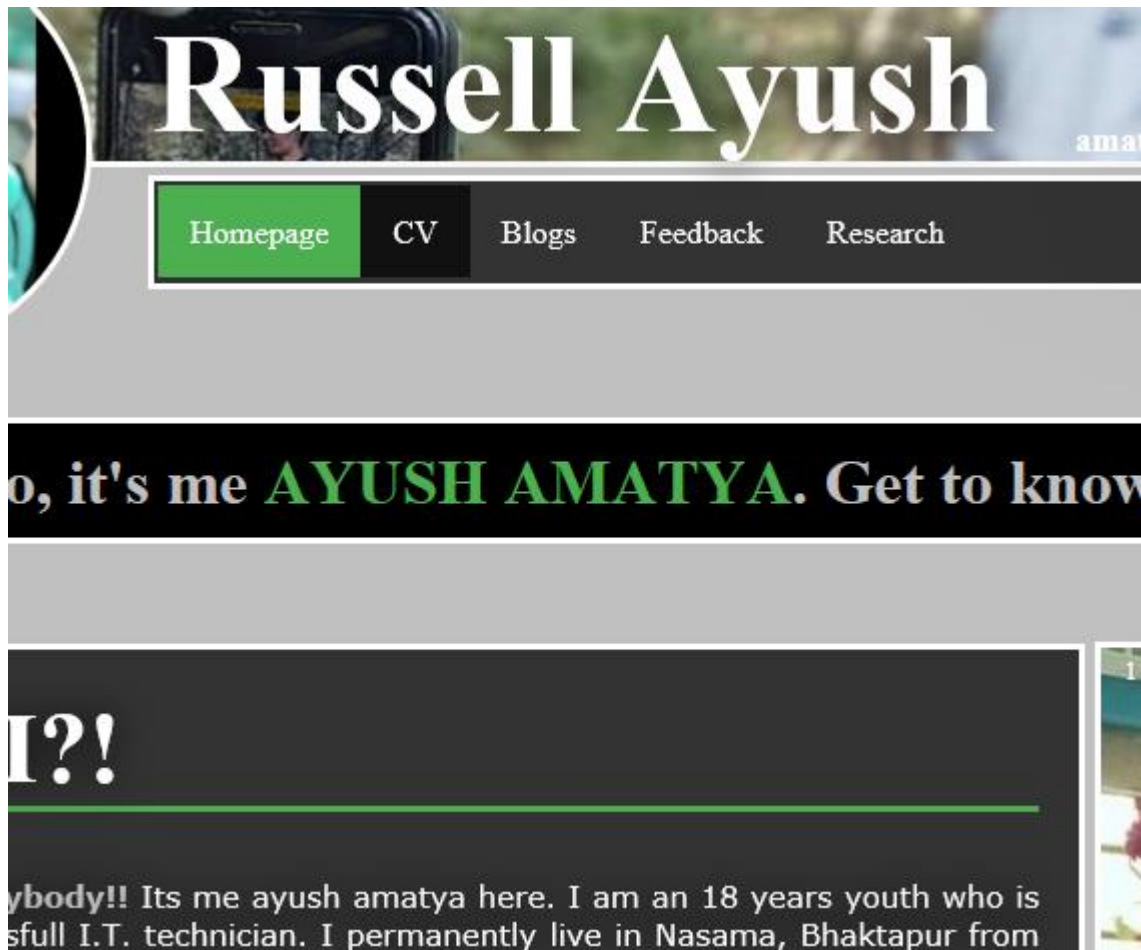 Russell Ayush
Homepage CV Blogs Feedback Research
o, it's me AYUSH AMATYA. Get to know
I?!
ybody!! Its me ayush amatya here. I am an 18 years youth who is
sfull I.T. technician. I permanently live in Nasama, Bhaktapur from